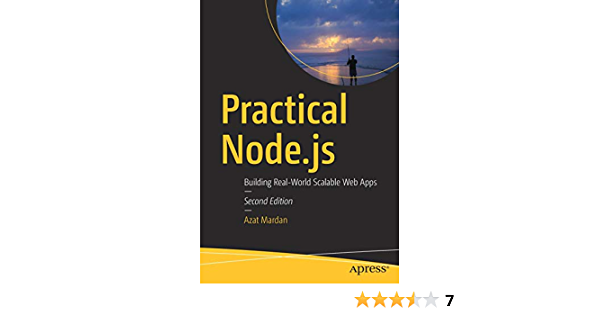 Practical
Node.js
Building Real-World Scalable Web Apps
—
Second Edition
—
Azat Mardan
Apress®
7